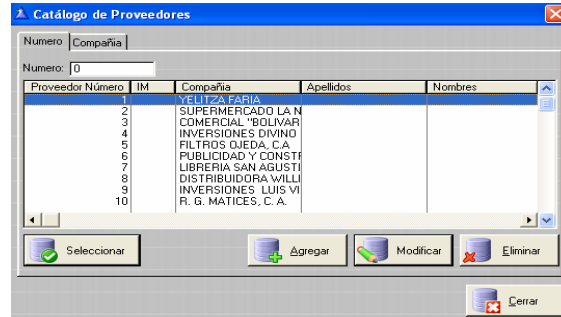 Catálogo de Proveedores
Numero Compañia
Numero: 0
Proveedor Número IM Compañia Apellidos Nombres
1 YELITZA FARIA
2 SUPERMERCADO LA N
3 COMERCIAL "BOLIVAR
4 INVERSIONES DIVINO
5 FILTROS OJEDA, C.A
6 PUBLICIDAD Y CONSTF
7 LIBRERIA SAN AGUSTI
8 DISTRIBUIDORA WILLI
9 INVERSIONES LUIS VI
10 R. G. MATICES, C. A.
Seleccionar Agregar Modificar Eliminar
Cerrar